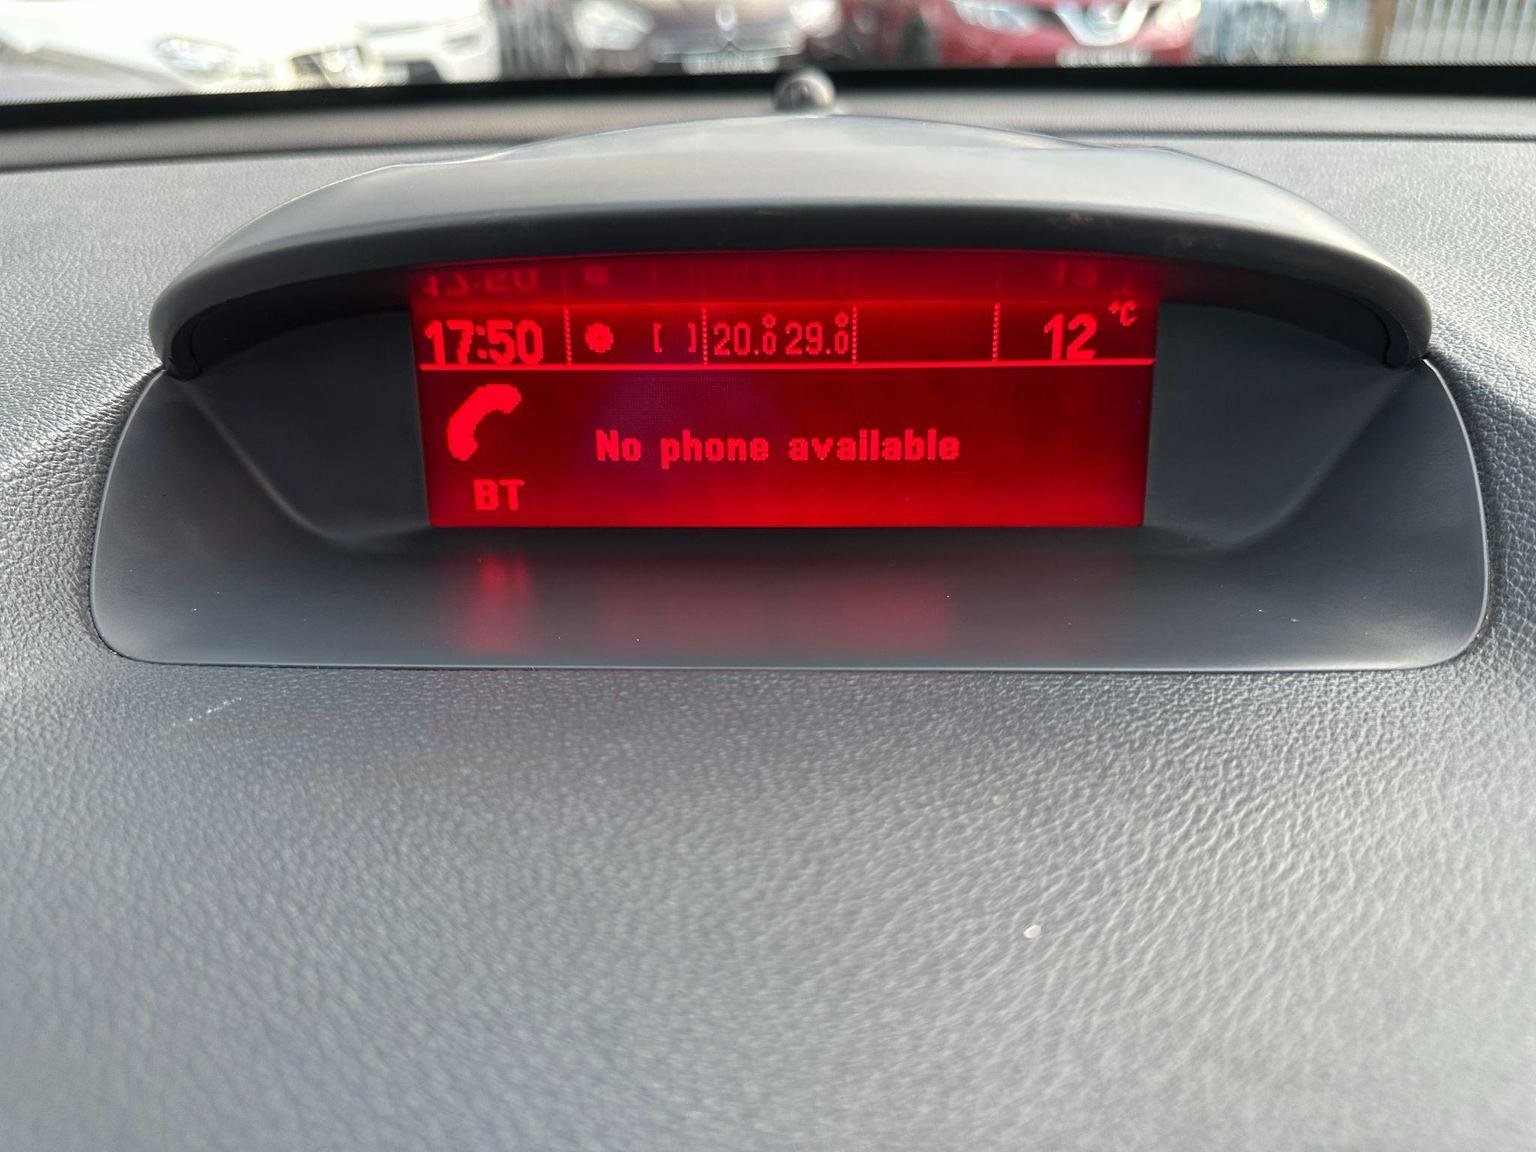 17:50 [ ] 20.0 29.0 12 °C
No phone available
BT